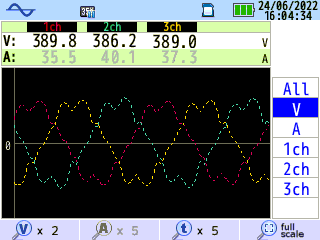 24/06/2022
16:04:34
1ch 2ch 3ch
V: 389.8 386.2 389.0 V
A: 35.5 40.1 37.3 A
0
All
V
A
1ch
2ch
3ch
V x 2 A x 5 t x 5 full scale